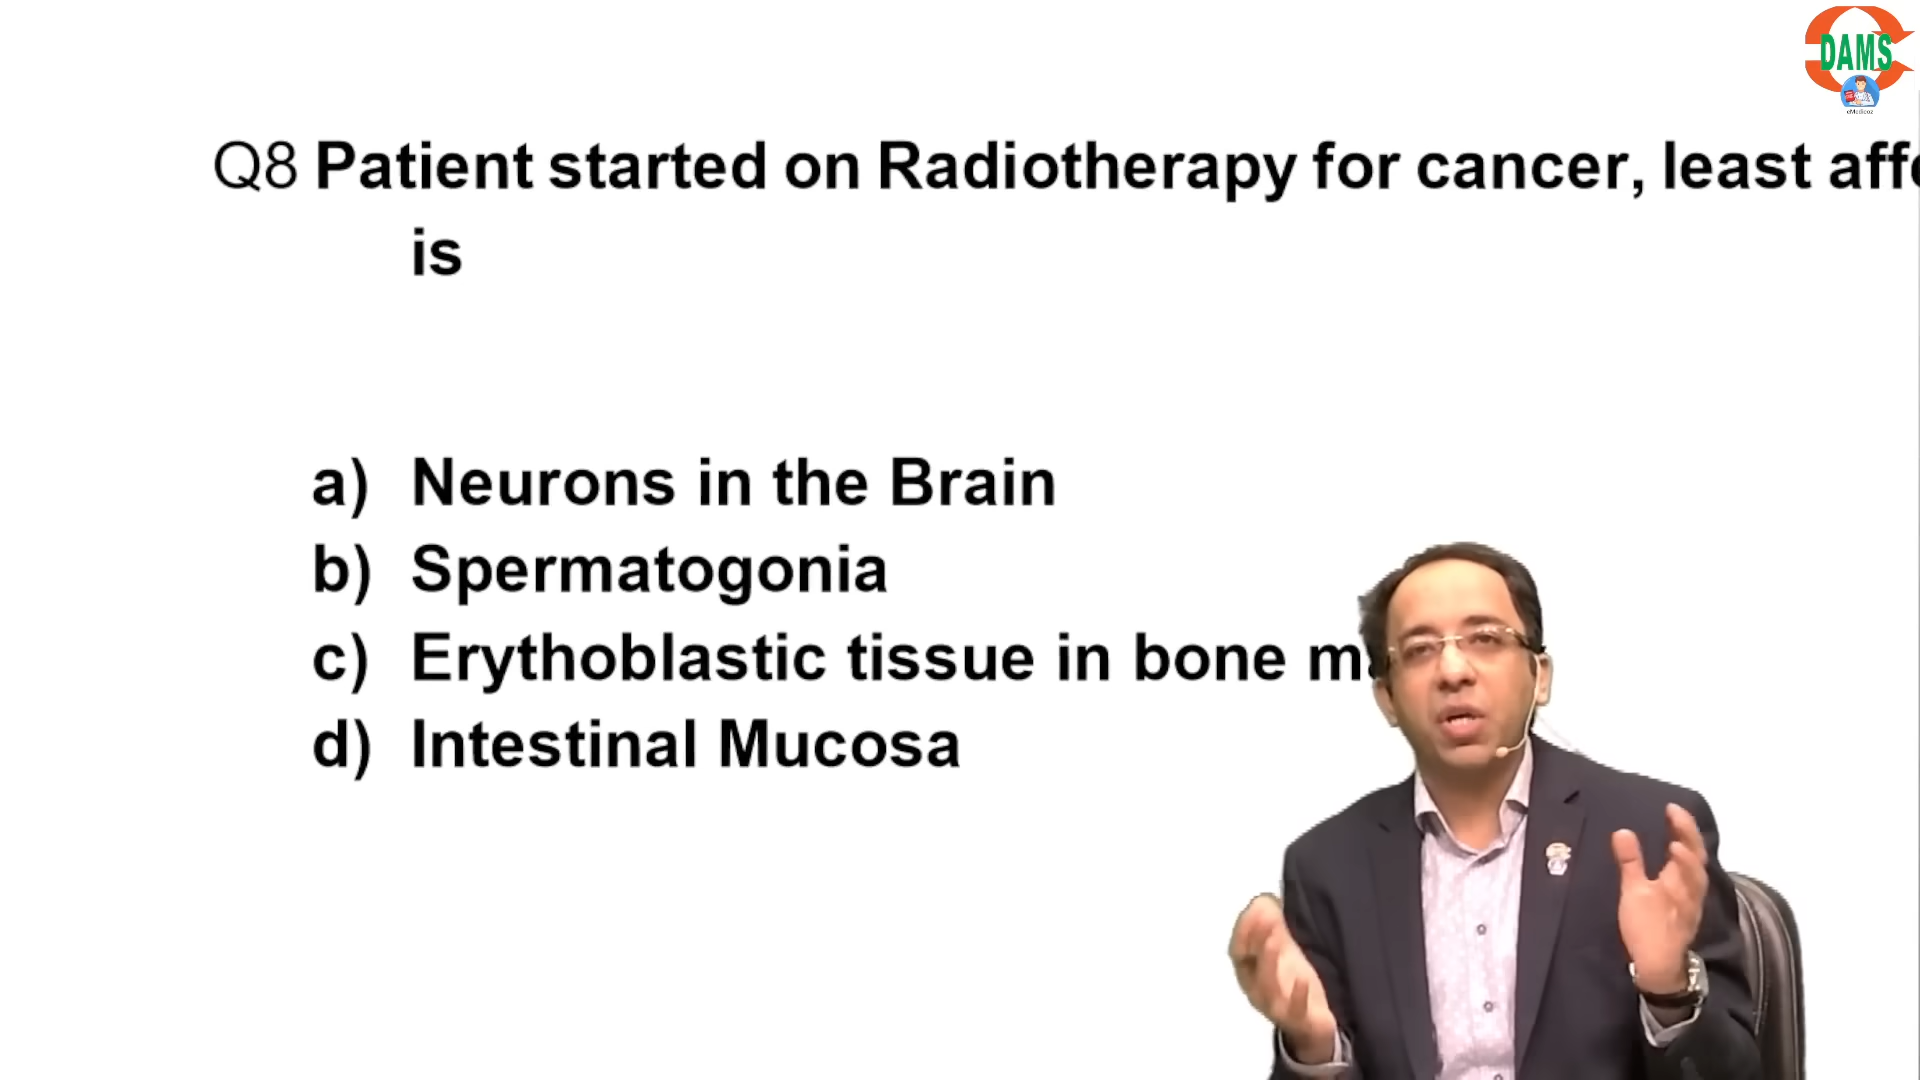 DAMS
eMedicoz
Q8 Patient started on Radiotherapy for cancer, least
is
a) Neurons in the Brain
b) Spermatogonia
c) Erythoblastic tissue in bone
d) Intestinal Mucosa